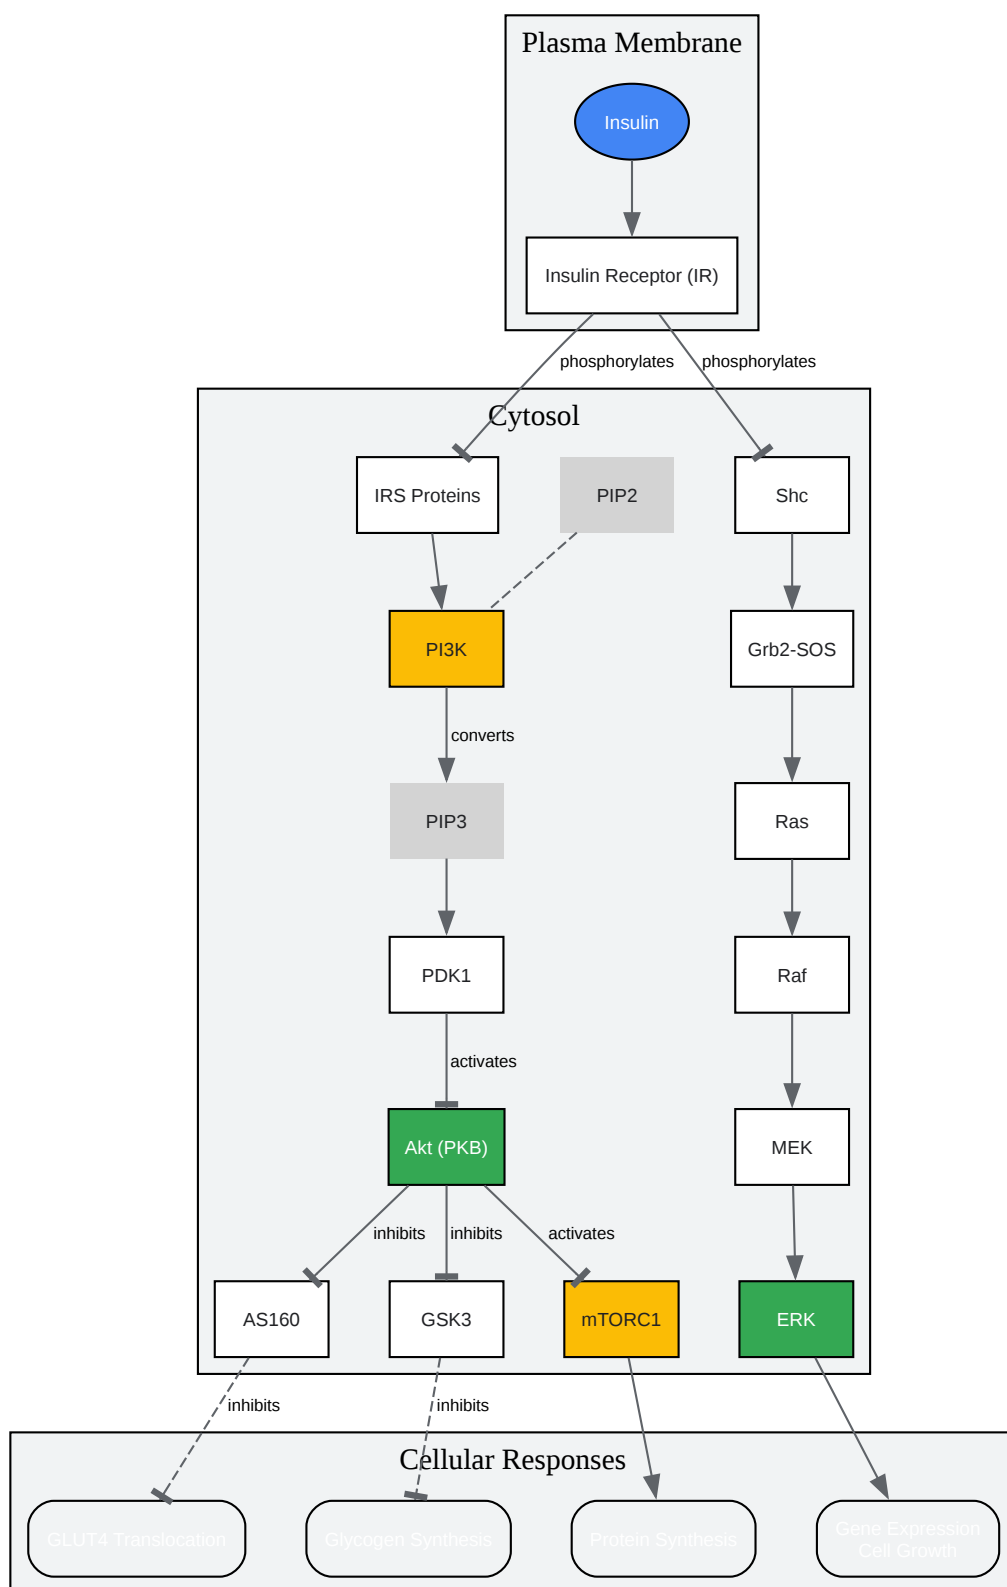 Plasma Membrane
Insulin
Insulin Receptor (IR)
phosphorylates
phosphorylates
Cytosol
IRS Proteins
PIP2
Shc
PI3K
Grb2-SOS
converts
PIP3
Ras
PDK1
Raf
activates
Akt (PKB)
MEK
inhibits
inhibits
activates
AS160
GSK3
mTORC1
ERK
inhibits
inhibits
Cellular Responses
GLUT4 Translocation
Glycogen Synthesis
Protein Synthesis
Gene Expression
Cell Growth